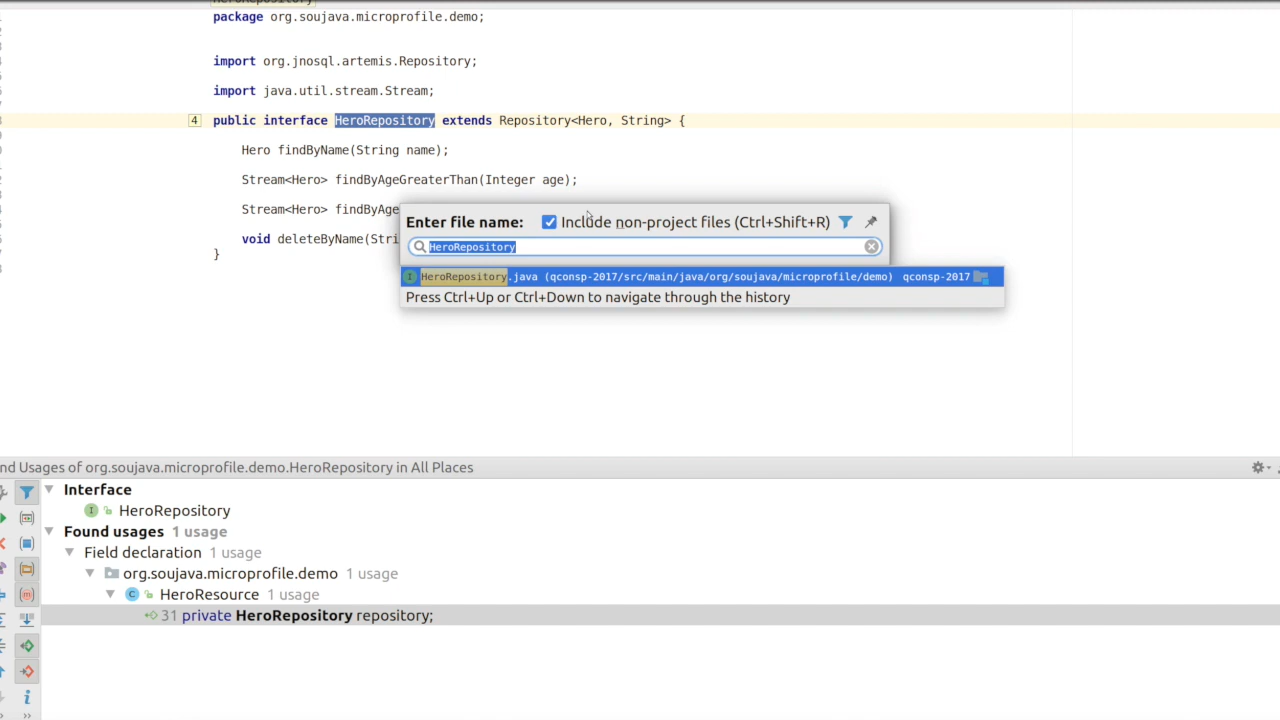 HeroRepository
package org.soujava.microprofile.demo;
import org.jnosql.artemis.Repository;
import java.util.stream.Stream;
4 public interface HeroRepository extends Repository<Hero, String> {
Hero findByName(String name);
Stream<Hero> findByAgeGreaterThan(Integer age);
Stream<Hero> findByAge
void deleteByName(Stri
}
Enter file name: Include non-project files (Ctrl+Shift+R)
HeroRepository
HeroRepository.java (qconsp-2017/src/main/java/org/soujava/microprofile/demo) qconsp-2017
Press Ctrl+Up or Ctrl+Down to navigate through the history
nd Usages of org.soujava.microprofile.demo.HeroRepository in All Places
Interface
I HeroRepository
Found usages 1 usage
Field declaration 1 usage
org.soujava.microprofile.demo 1 usage
C HeroResource 1 usage
31 private HeroRepository repository;